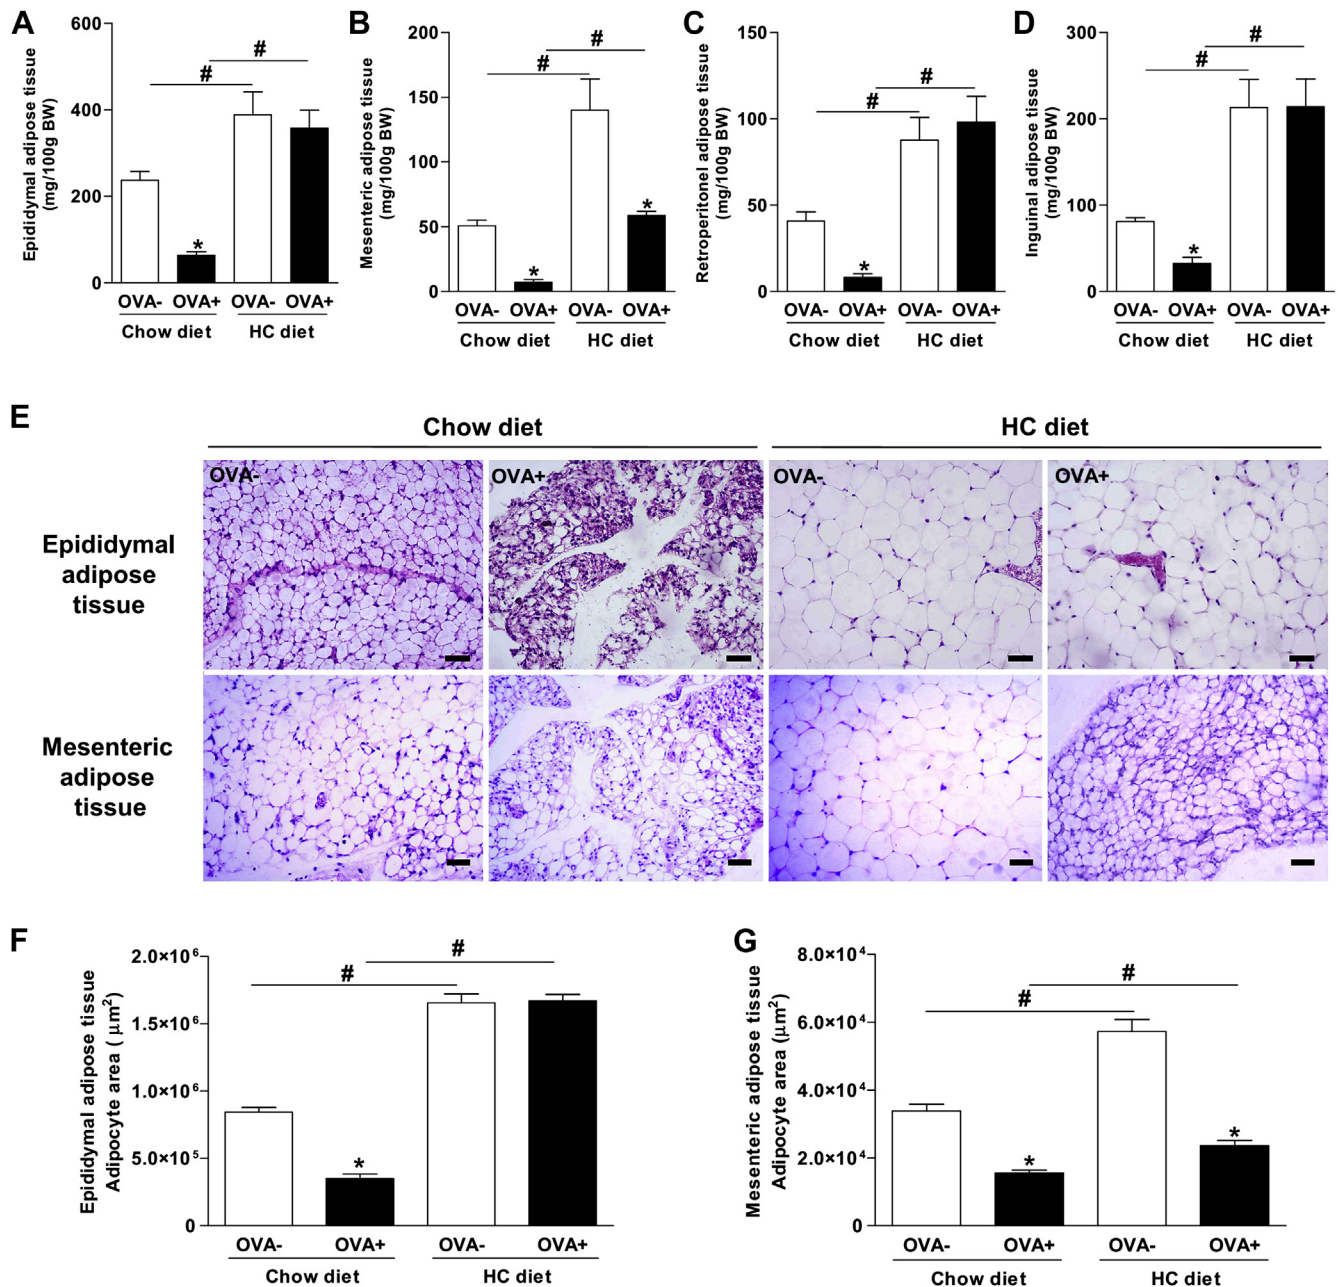 A
Epididymal adipose tissue
(mg/100g BW)
600
400
200
0
#
#
*
OVA- OVA+ OVA- OVA+
Chow diet HC diet
B
Mesenteric adipose tissue
(mg/100g BW)
200
150
100
50
0
#
#
*
*
OVA- OVA+ OVA- OVA+
Chow diet HC diet
C
Retroperitonel adipose tissue
(mg/100g BW)
150
100
50
0
#
#
*
OVA- OVA+ OVA- OVA+
Chow diet HC diet
D
Inguinal adipose tissue
(mg/100g BW)
300
200
100
0
#
#
*
OVA- OVA+ OVA- OVA+
Chow diet HC diet
E
Chow diet HC diet
OVA- OVA+ OVA- OVA+
Epididymal
adipose
tissue
Mesenteric
adipose
tissue
F
Epididymal adipose tissue
Adipocyte area ( μm²)
2.0×10⁶
1.5×10⁶
1.0×10⁶
5.0×10⁵
0
#
#
*
OVA- OVA+ OVA- OVA+
Chow diet HC diet
G
Mesenteric adipose tissue
Adipocyte area (μm²)
8.0×10⁴
6.0×10⁴
4.0×10⁴
2.0×10⁴
0
#
#
*
*
OVA- OVA+ OVA- OVA+
Chow diet HC diet